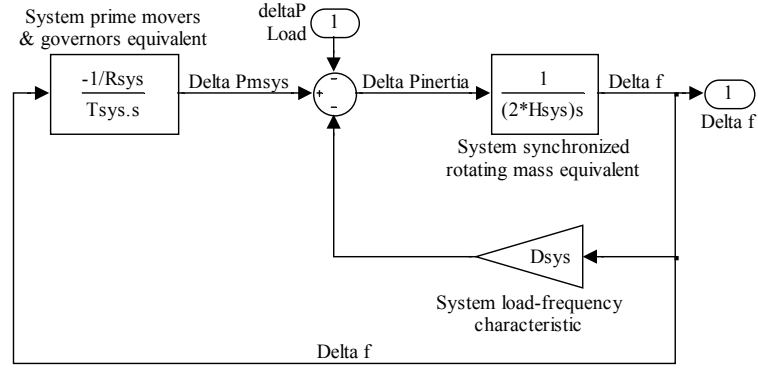 System prime movers
& governors equivalent
deltaP
Load
1
-1/Rsys
Tsys.s
Delta Pmsys
+
-
-
Delta Pinertia
1
(2*Hsys)s
Delta f
1
Delta f
System synchronized
rotating mass equivalent
Dsys
System load-frequency
characteristic
Delta f